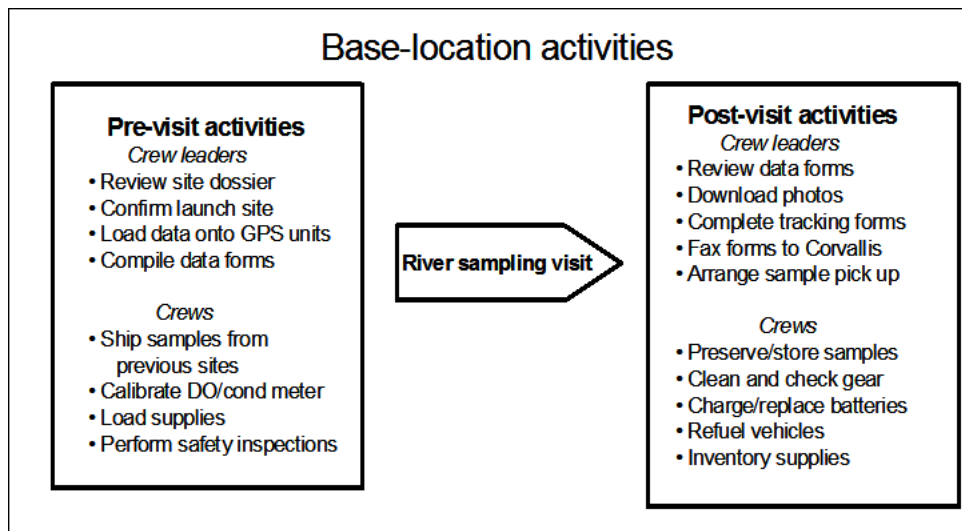 Base-location activities
Pre-visit activities
Crew leaders
• Review site dossier
• Confirm launch site
• Load data onto GPS units
• Compile data forms
Crews
• Ship samples from
previous sites
• Calibrate DO/cond meter
• Load supplies
• Perform safety inspections
River sampling visit
Post-visit activities
Crew leaders
• Review data forms
• Download photos
• Complete tracking forms
• Fax forms to Corvallis
• Arrange sample pick up
Crews
• Preserve/store samples
• Clean and check gear
• Charge/replace batteries
• Refuel vehicles
• Inventory supplies